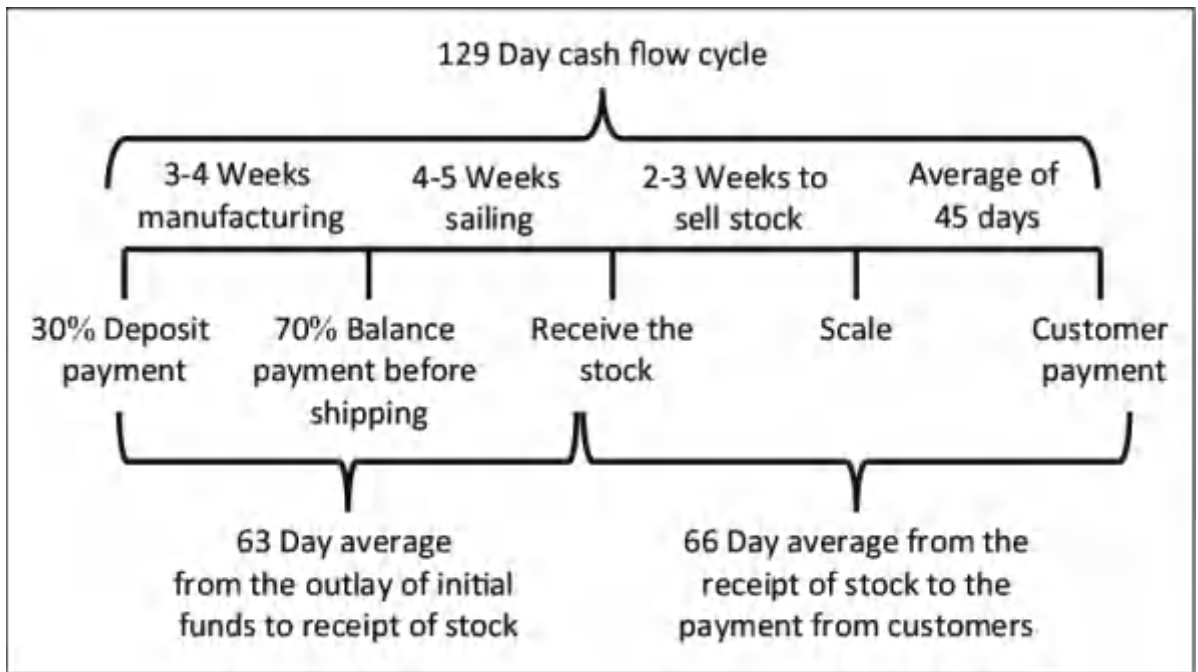 129 Day cash flow cycle
3-4 Weeks
manufacturing
4-5 Weeks
sailing
2-3 Weeks to
sell stock
Average of
45 days
30% Deposit
payment
70% Balance
payment before
shipping
Receive the
stock
Scale
Customer
payment
63 Day average
from the outlay of initial
funds to receipt of stock
66 Day average from the
receipt of stock to the
payment from customers